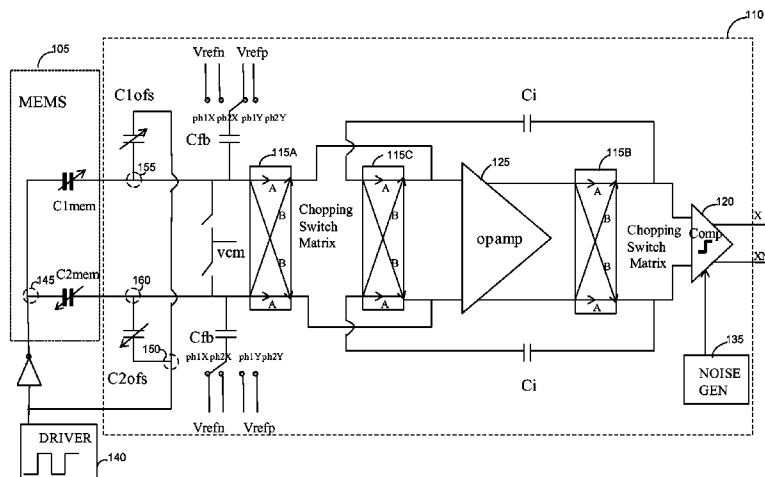 110
105
Vrefn Vrefp
MEMS
C1ofs
Ci
ph1X ph2X ph1Y ph2Y
Cfb
155
115A
115C
125
115B
A
A
A
C1mem
B
B
B
Chopping
Switch
Matrix
opamp
Chopping
Switch
Matrix
120
Comp
X
vcm
145
C2mem
160
B
B
B
A
A
A
150
C2ofs
Cfb
ph1X ph2X ph1Y ph2Y
Ci
135
NOISE
GEN
Vrefn Vrefp
DRIVER
140